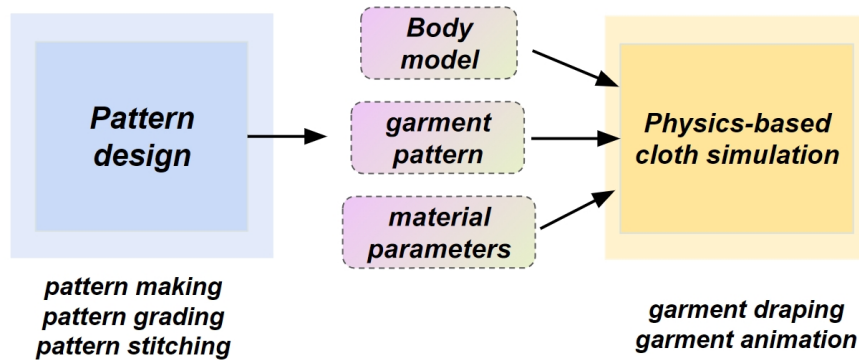 Pattern
design
pattern making
pattern grading
pattern stitching
Body
model
garment
pattern
material
parameters
Physics-based
cloth simulation
garment draping
garment animation